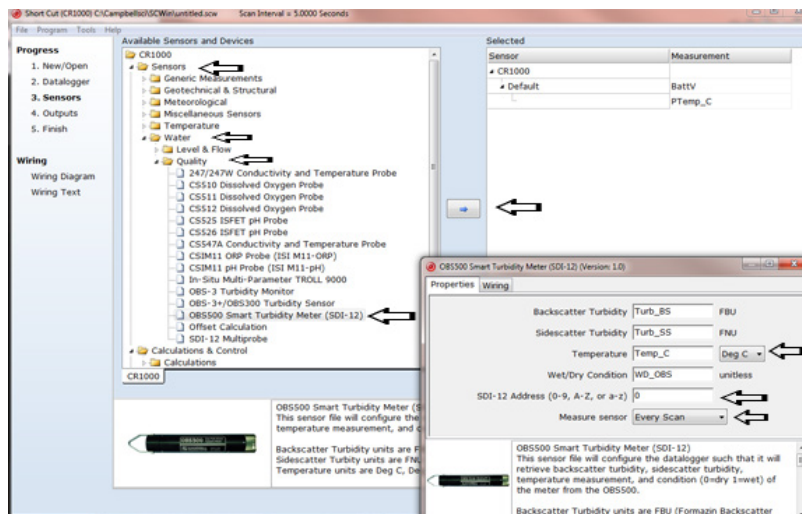 Short Cut (CR1000) C:\Campbellsci\SCWin\untitled.scw Scan Interval = 5.0000 Seconds
File Program Tools Help
Progress
1. New/Open
2. Datalogger
3. Sensors
4. Outputs
5. Finish
Wiring
Wiring Diagram
Wiring Text
Available Sensors and Devices
CR1000
Sensors
Generic Measurements
Geotechnical & Structural
Meteorological
Miscellaneous Sensors
Temperature
Water
Level & Flow
Quality
247/247W Conductivity and Temperature Probe
CS510 Dissolved Oxygen Probe
CS511 Dissolved Oxygen Probe
CS512 Dissolved Oxygen Probe
CS525 ISFET pH Probe
CS526 ISFET pH Probe
CS547A Conductivity and Temperature Probe
CSIM11 ORP Probe (ISI M11-ORP)
CSIM11 pH Probe (ISI M11-pH)
In-Situ Multi-Parameter TROLL 9000
OBS-3 Turbidity Monitor
OBS-3+/OBS300 Turbidity Sensor
OBS500 Smart Turbidity Meter (SDI-12)
Offset Calculation
SDI-12 Multiprobe
Calculations & Control
Calculations
CR1000
Selected
Sensor Measurement
CR1000
Default BattV
PTemp_C
OBS500 Smart Turbidity Meter (S
This sensor file will configure the
temperature measurement, and c
Backscatter Turbidity units are F
Sidescatter Turbity units are FNU
Temperature units are Deg C, De
OBS500 Smart Turbidity Meter (SDI-12) (Version: 1.0)
Properties Wiring
Backscatter Turbidity Turb_BS FBU
Sidescatter Turbidity Turb_SS FNU
Temperature Temp_C Deg C
Wet/Dry Condition WD_OBS unitless
SDI-12 Address (0-9, A-Z, or a-z) 0
Measure sensor Every Scan
OBS500 Smart Turbidity Meter (SDI-12)
This sensor file will configure the datalogger such that it will
retrieve backscatter turbidity, sidescatter turbidity,
temperature measurement, and condition (0=dry 1=wet) of
the meter from the OBS500.
Backscatter Turbidity units are FBU (Formazin Backscatter